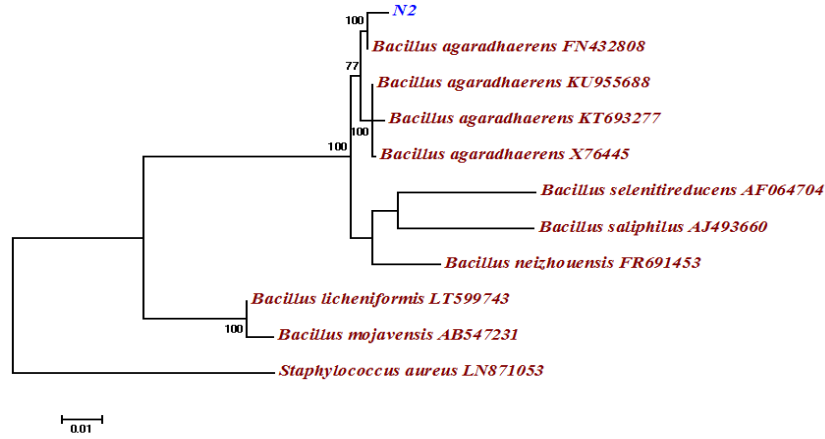 N2
100
Bacillus agaradhaerens FN432808
77
Bacillus agaradhaerens KU955688
Bacillus agaradhaerens KT693277
100
100
Bacillus agaradhaerens X76445
Bacillus selenitireducens AF064704
Bacillus saliphilus AJ493660
Bacillus neizhouensis FR691453
Bacillus licheniformis LT599743
100
Bacillus mojavensis AB547231
Staphylococcus aureus LN871053
0.01